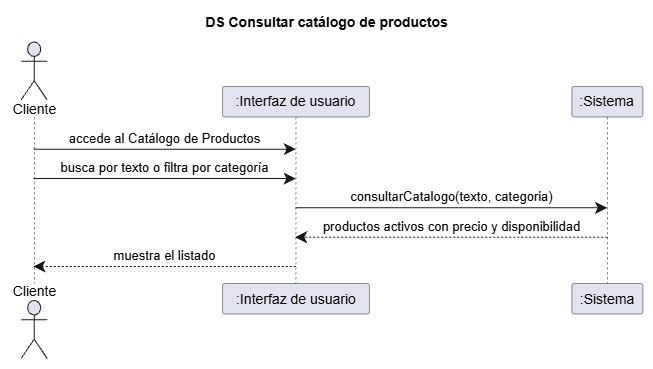 DS Consultar catálogo de productos
Cliente
:Interfaz de usuario
:Sistema
accede al Catálogo de Productos
busca por texto o filtra por categoría
consultarCatalogo(texto, categoria)
productos activos con precio y disponibilidad
muestra el listado
Cliente
:Interfaz de usuario
:Sistema